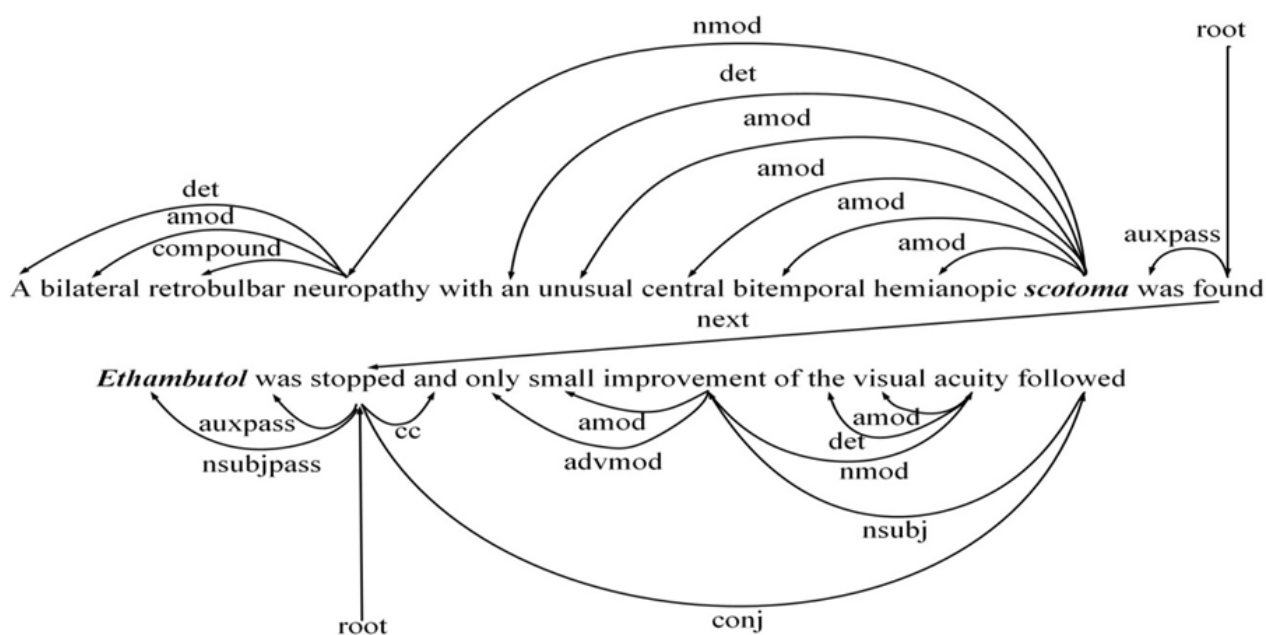 nmod
root
det
amod
amod
det
amod
amod
auxpass
amod
compound
A bilateral retrobulbar neuropathy with an unusual central bitemporal hemianopic scotoma was found
next
Ethambutol was stopped and only small improvement of the visual acuity followed
auxpass
cc
amod
amod
det
nsubjpass
advmod
nmod
nsubj
root
conj